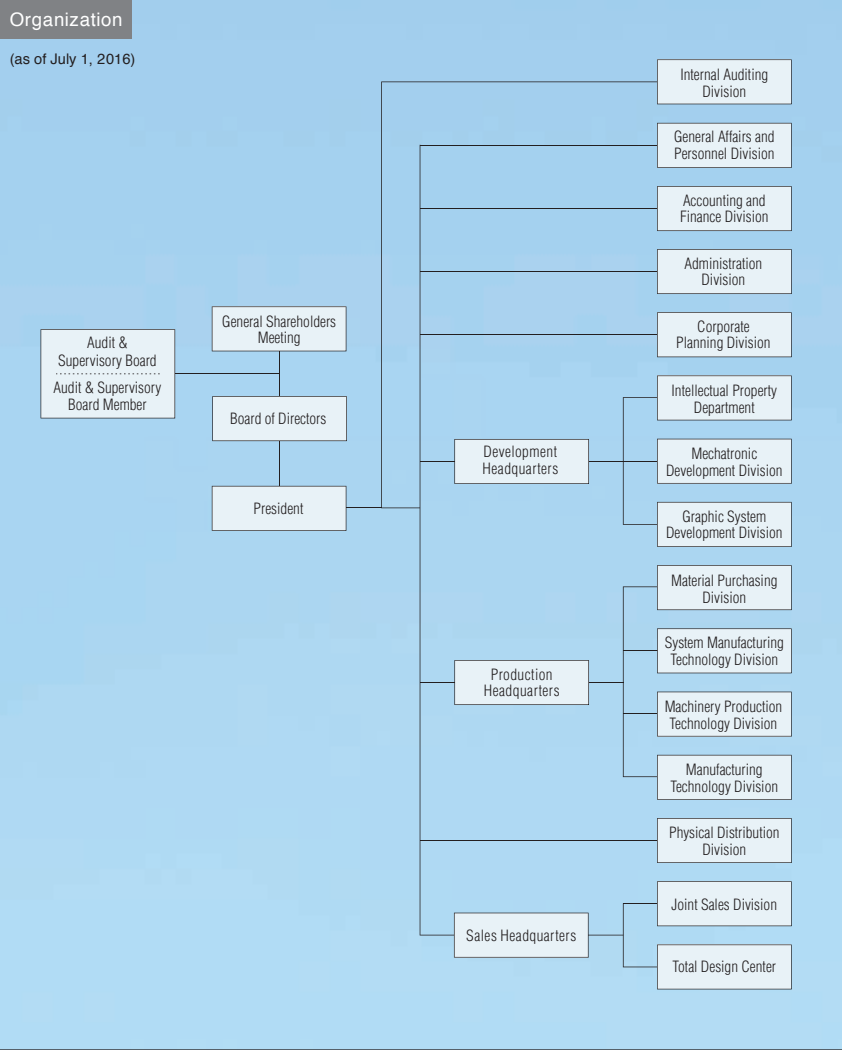 Organization
(as of July 1, 2016)
Internal Auditing
Division
General Affairs and
Personnel Division
Accounting and
Finance Division
Administration
Division
Corporate
Planning Division
General Shareholders
Meeting
Audit &
Supervisory Board
Audit & Supervisory
Board Member
Board of Directors
President
Development
Headquarters
Intellectual Property
Department
Mechatronic
Development Division
Graphic System
Development Division
Production
Headquarters
Material Purchasing
Division
System Manufacturing
Technology Division
Machinery Production
Technology Division
Manufacturing
Technology Division
Physical Distribution
Division
Sales Headquarters
Joint Sales Division
Total Design Center